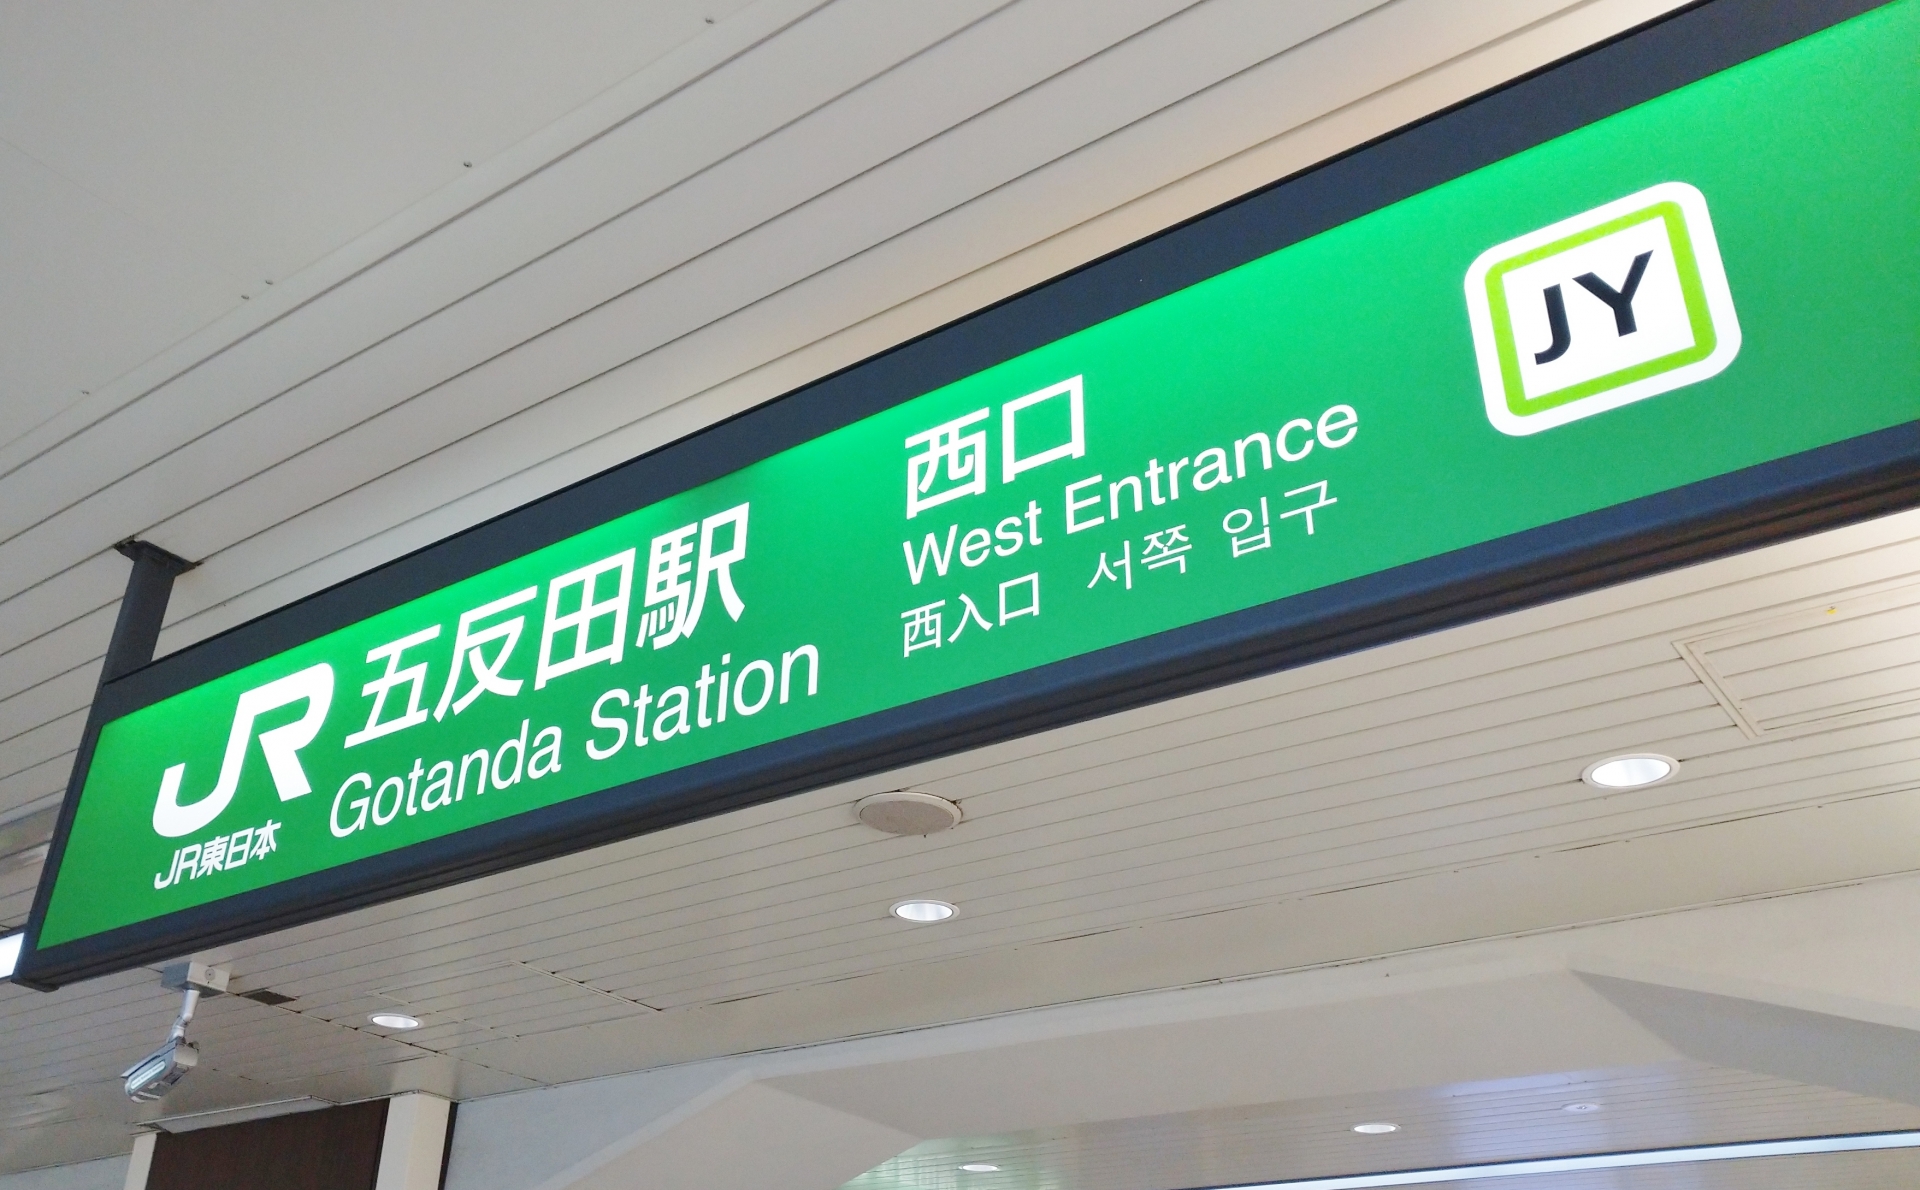 JR
JR東日本
五反田駅
Gotanda Station
西口
West Entrance
西入口 서쪽 입구
JY